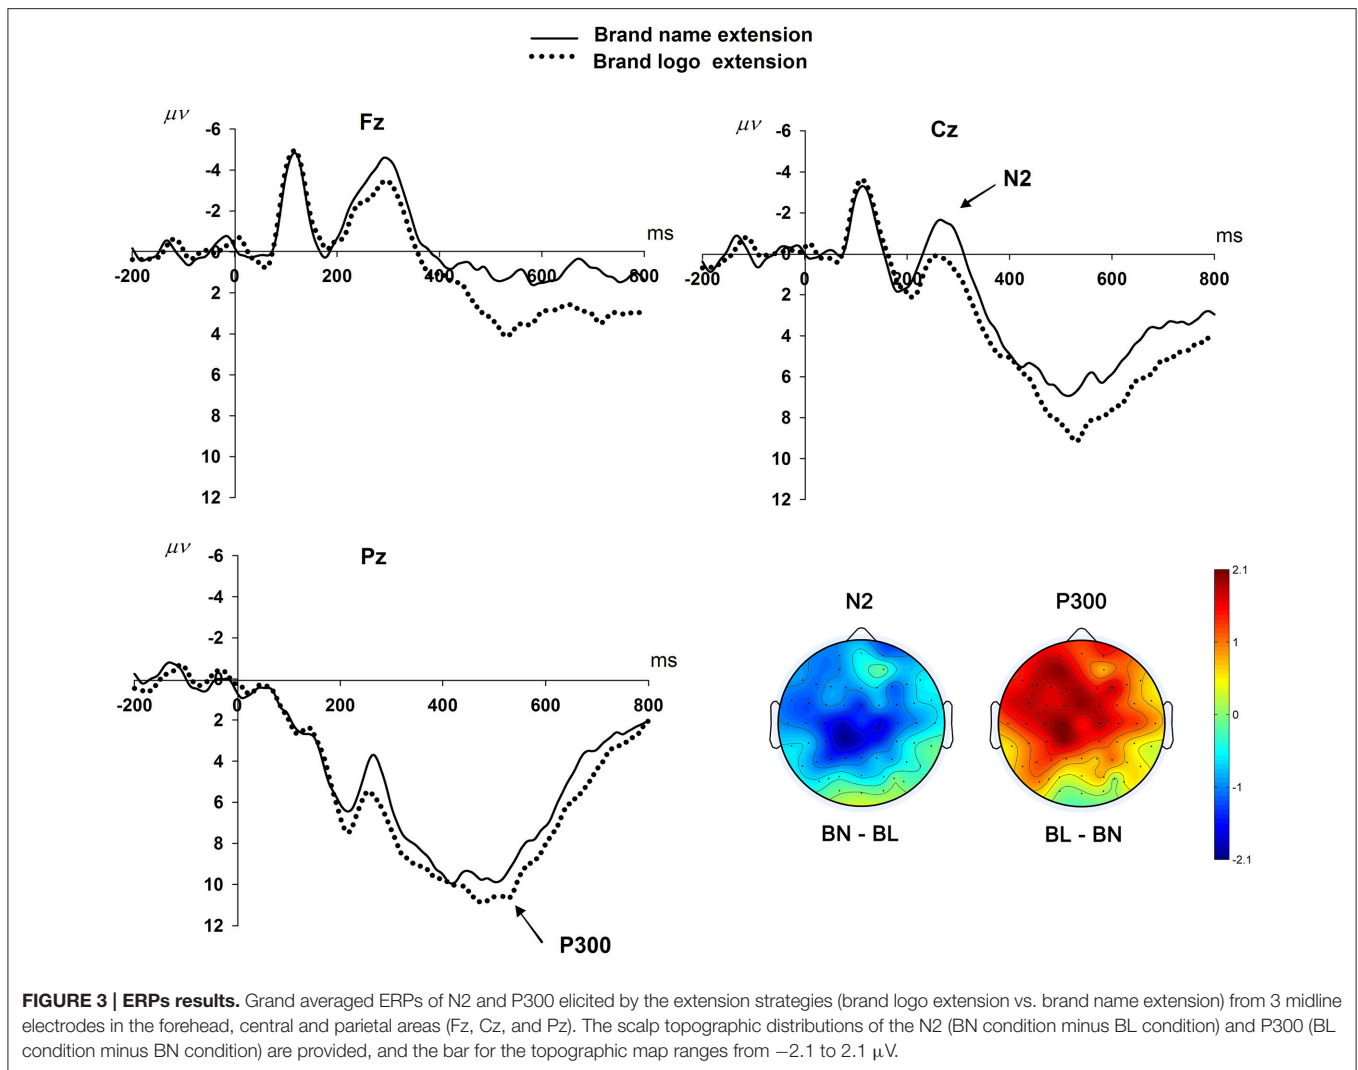 Brand name extension
Brand logo extension
μν
-6
Fz
-4
-2
ms
-200
0
200
400
600
800
2
4
6
8
10
12
μν
-6
Cz
-4
N2
-2
ms
-200
0
200
400
600
800
2
4
6
8
10
12
μν
-6
Pz
-4
-2
ms
0
-200
0
200
400
600
800
2
4
6
8
10
12
P300
N2
P300
2.1
1
0
-1
-2.1
BN - BL
BL - BN
FIGURE 3 | ERPs results. Grand averaged ERPs of N2 and P300 elicited by the extension strategies (brand logo extension vs. brand name extension) from 3 midline
electrodes in the forehead, central and parietal areas (Fz, Cz, and Pz). The scalp topographic distributions of the N2 (BN condition minus BL condition) and P300 (BL
condition minus BN condition) are provided, and the bar for the topographic map ranges from −2.1 to 2.1 μV.